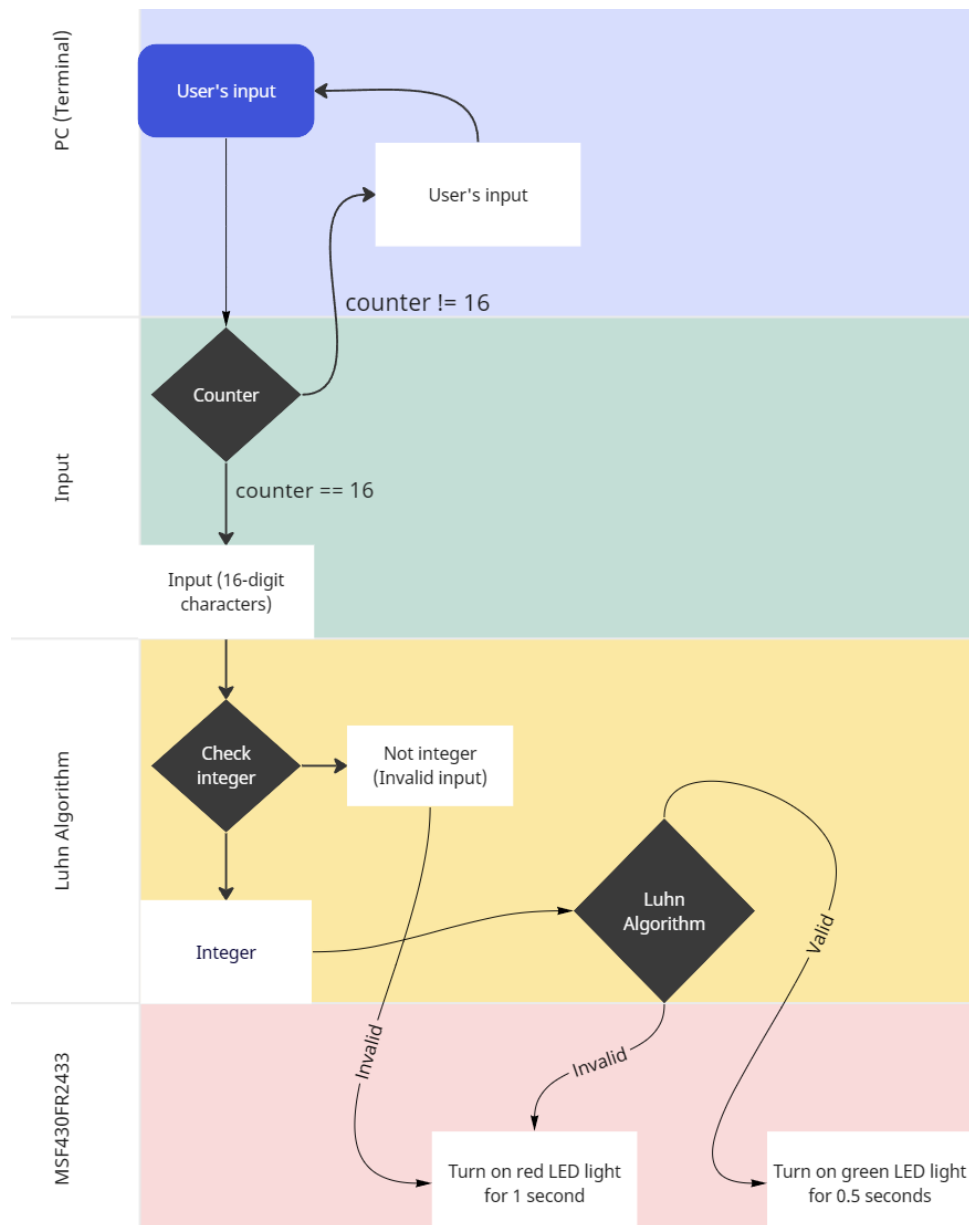 PC (Terminal)
User's input
User's input
counter != 16
Input
Counter
counter == 16
Input (16-digit
characters)
Luhn Algorithm
Check
integer
Not integer
(Invalid input)
Integer
Luhn
Algorithm
Valid
MSF430FR2433
Invalid
Invalid
Turn on red LED light
for 1 second
Turn on green LED light
for 0.5 seconds